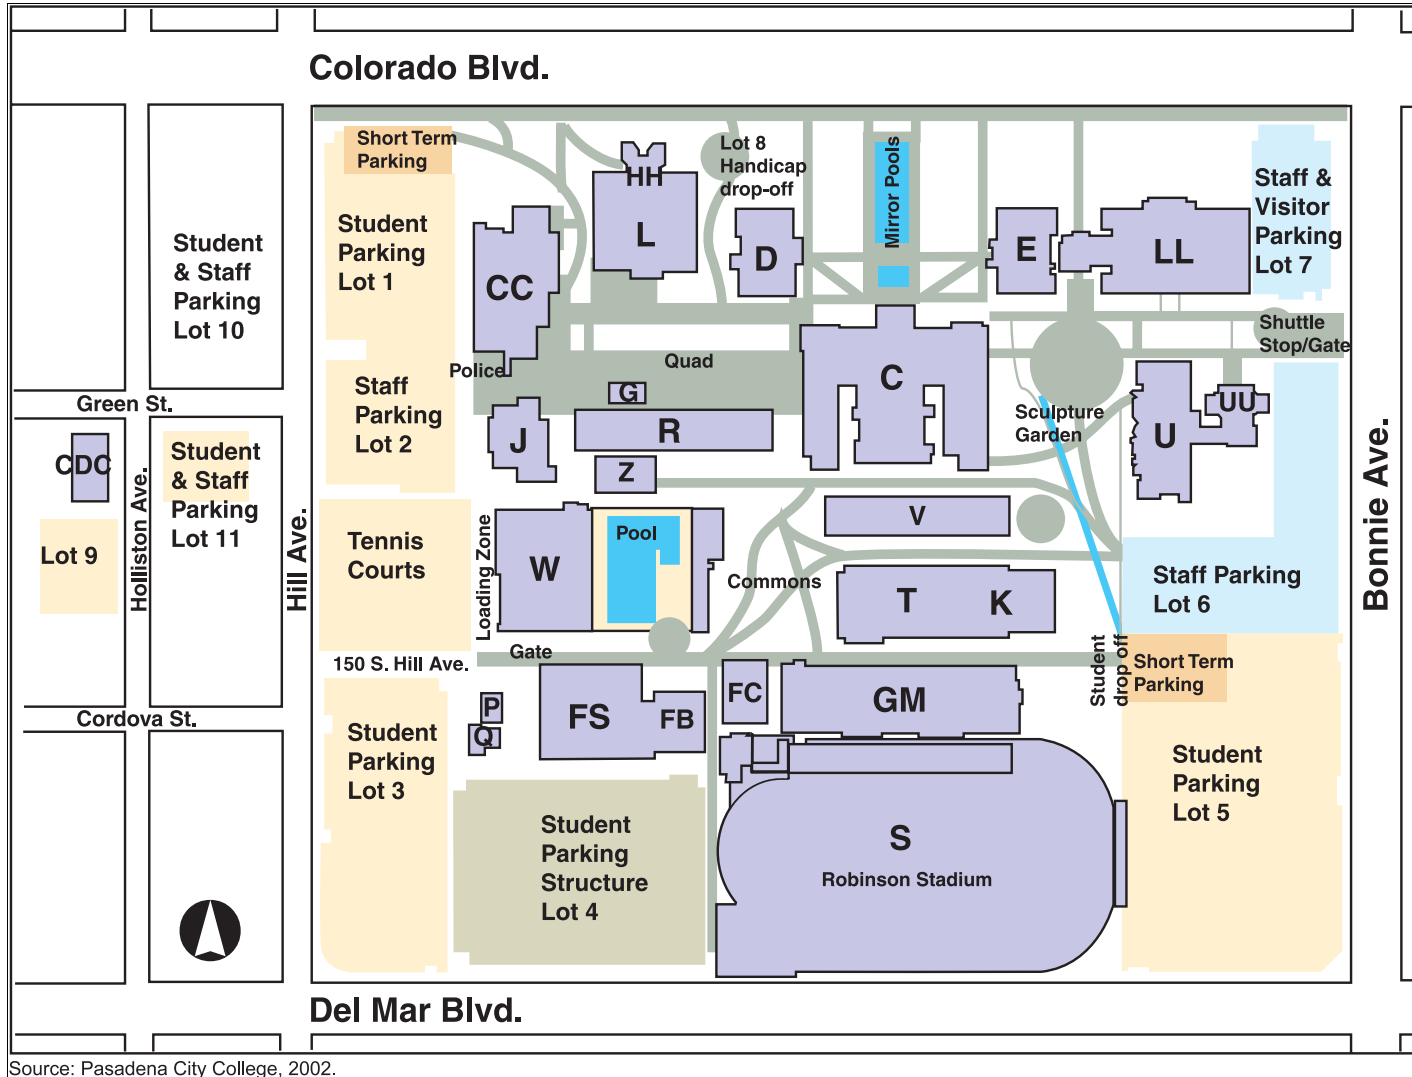 Colorado Blvd.
Short Term
Parking
HH
Lot 8
Handicap
drop-off
Mirror Pools
Staff &
Visitor
Parking
Lot 7
Student
Parking
Lot 1
Student
& Staff
Parking
Lot 10
L
D
E
LL
CC
Shuttle
Stop/Gate
Police
Quad
C
G
Green St.
Staff
Parking
Lot 2
J
R
Z
Sculpture
Garden
U
UU
CDC
Student
& Staff
Parking
Lot 11
Holliston Ave.
Hill Ave.
Bonnie Ave.
Lot 9
Tennis
Courts
Loading Zone
W
Pool
V
Commons
T
K
Staff Parking
Lot 6
Gate
150 S. Hill Ave.
Student
drop off
Short Term
Parking
Cordova St.
P
Q
FS
FB
FC
GM
Student
Parking
Lot 3
Student
Parking
Lot 5
Student
Parking
Structure
Lot 4
S
Robinson Stadium
Del Mar Blvd.
Source: Pasadena City College, 2002.